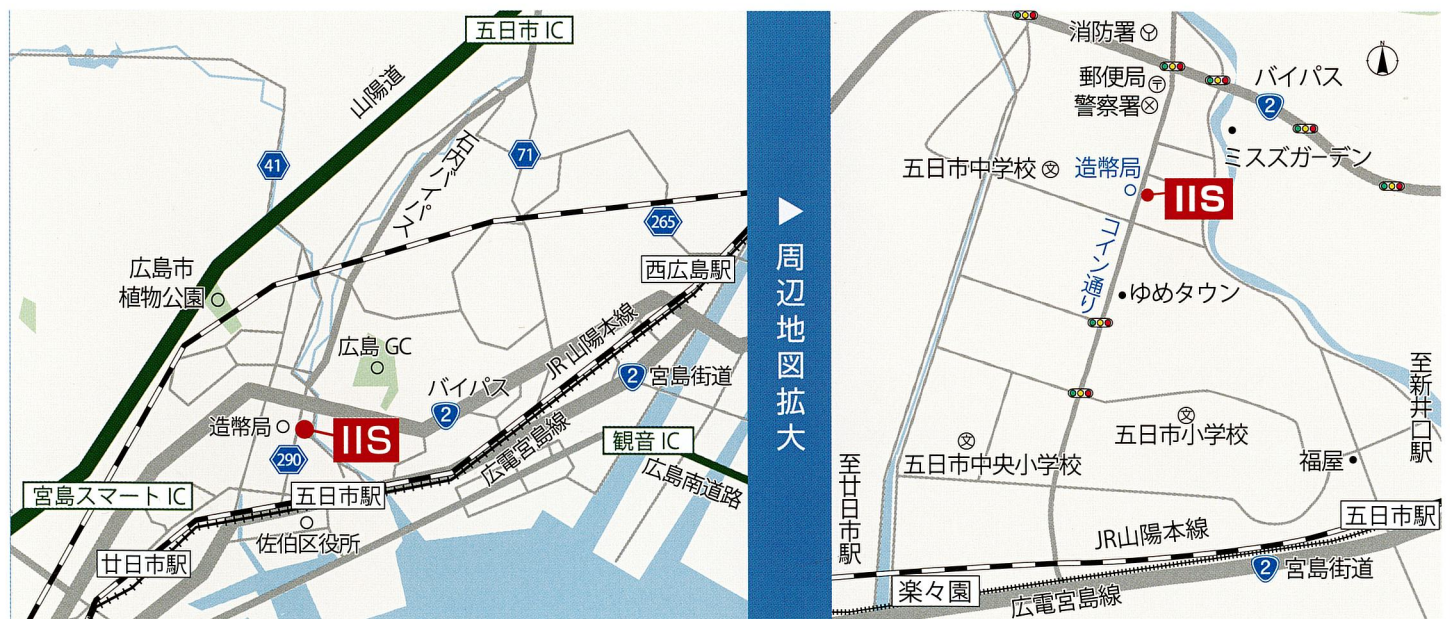 五日市 IC
山陽道
石内バイパス
41
71
265
広島市
植物公園
西広島駅
広島 GC
JR 山陽本線
バイパス
2
2
宮島街道
造幣局
IIS
290
広電宮島線
観音 IC
広島南道路
宮島スマート IC
五日市駅
佐伯区役所
廿日市駅
▶周辺地図拡大
消防署
N
郵便局
警察署
バイパス
2
ミスズガーデン
五日市中学校
文
造幣局
IIS
コイン通り
ゆめタウン
至新井口駅
文
五日市小学校
文
五日市中央小学校
福屋
至廿日市駅
五日市駅
JR山陽本線
2
宮島街道
楽々園
広電宮島線